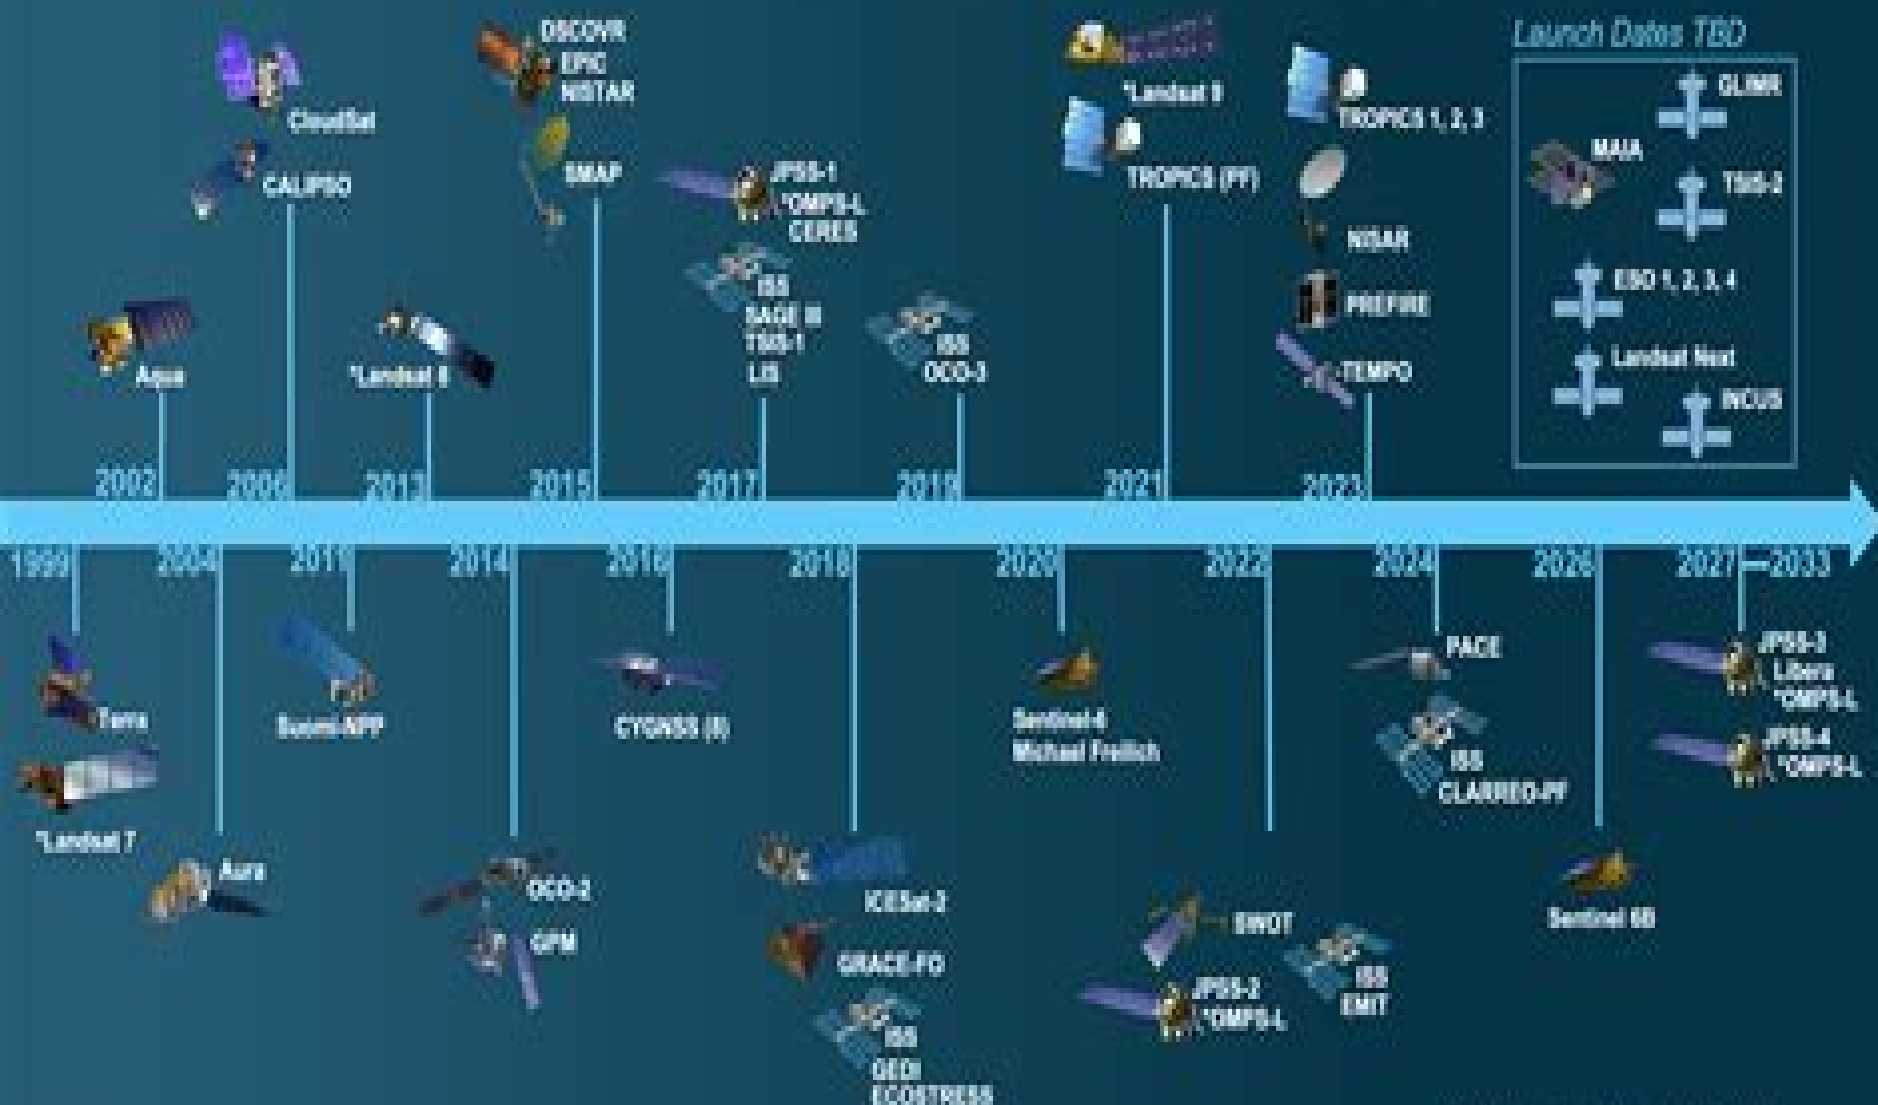 Launch Dates TBD
GLIMR
MAIA
TSIS-2
EBO 1, 2, 3, 4
Landsat Next
INCUS
CloudSat
CALIPSO
Aqua
*Landsat 8
DSCOVR
EPIC
NISTAR
SMAP
JPSS-1
*OMPS-L
CERES
ISS
SAGE III
TSIS-1
LIS
ISS
OCO-3
*Landsat 9
TROPICS (PF)
TROPICS 1, 2, 3
NISAR
PREFIRE
TEMPO
2002
2006
2013
2015
2017
2019
2021
2023
1999
2004
2011
2014
2016
2018
2020
2022
2024
2026
2027—2033
Terra
*Landsat 7
Aura
Suomi-NPP
OCO-2
GPM
CYGNSS (8)
ICESat-2
GRACE-FO
ISS
GEDI
ECOSTRESS
Sentinel-6
Michael Freilich
SWOT
JPSS-2
*OMPS-L
ISS
EMIT
PACE
ISS
CLARREO-PF
Sentinel 6B
JPSS-3
Libera
*OMPS-L
JPSS-4
*OMPS-L